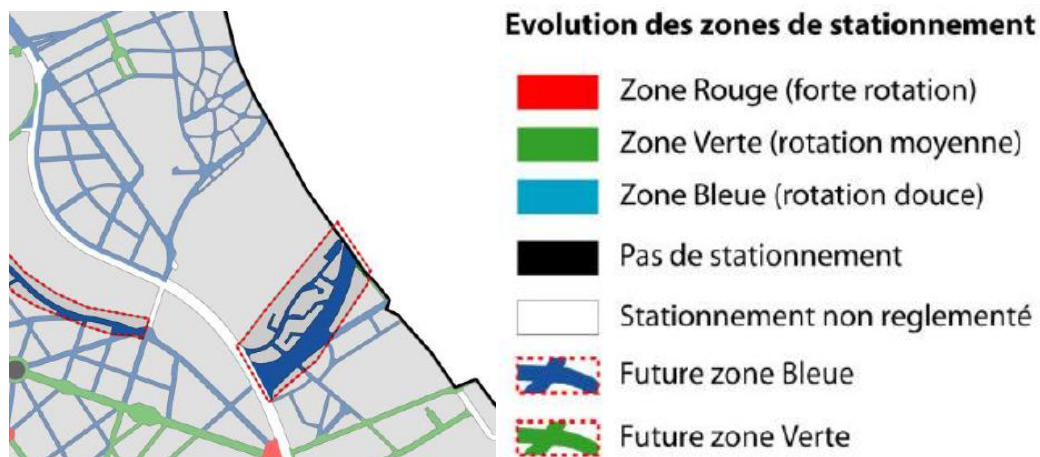 Evolution des zones de stationnement
Zone Rouge (forte rotation)
Zone Verte (rotation moyenne)
Zone Bleue (rotation douce)
Pas de stationnement
Stationnement non reglementé
Future zone Bleue
Future zone Verte